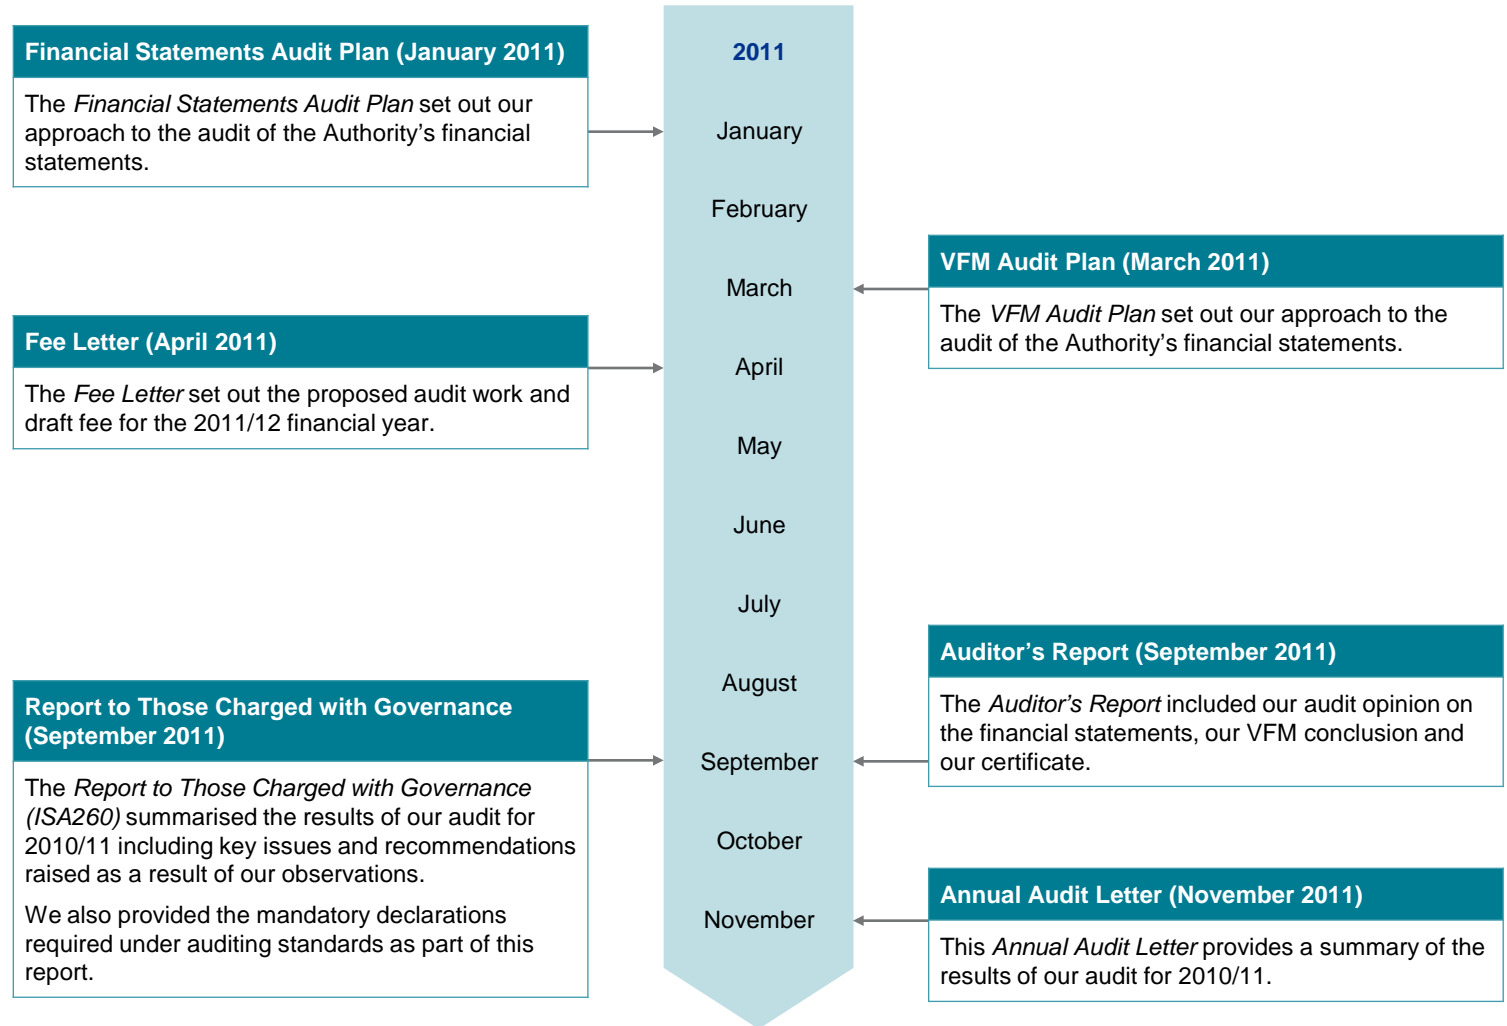 Financial Statements Audit Plan (January 2011)
The Financial Statements Audit Plan set out our
approach to the audit of the Authority’s financial
statements.
Fee Letter (April 2011)
The Fee Letter set out the proposed audit work and
draft fee for the 2011/12 financial year.
Report to Those Charged with Governance
(September 2011)
The Report to Those Charged with Governance
(ISA260) summarised the results of our audit for
2010/11 including key issues and recommendations
raised as a result of our observations.
We also provided the mandatory declarations
required under auditing standards as part of this
report.
2011
January
February
March
April
May
June
July
August
September
October
November
VFM Audit Plan (March 2011)
The VFM Audit Plan set out our approach to the
audit of the Authority’s financial statements.
Auditor’s Report (September 2011)
The Auditor’s Report included our audit opinion on
the financial statements, our VFM conclusion and
our certificate.
Annual Audit Letter (November 2011)
This Annual Audit Letter provides a summary of the
results of our audit for 2010/11.